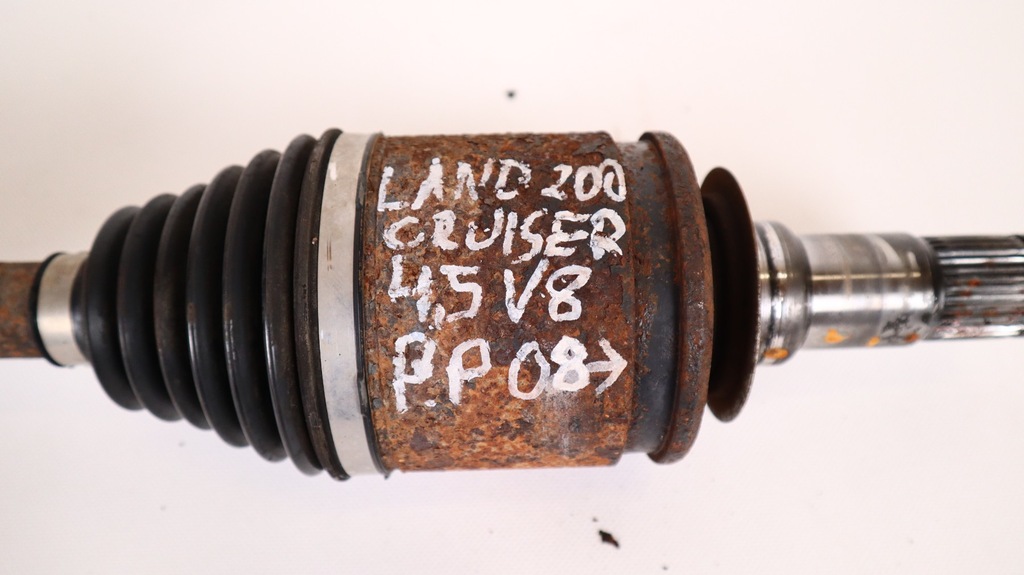 LAND 200
CRUISER
4,5 V8
P.P 08→